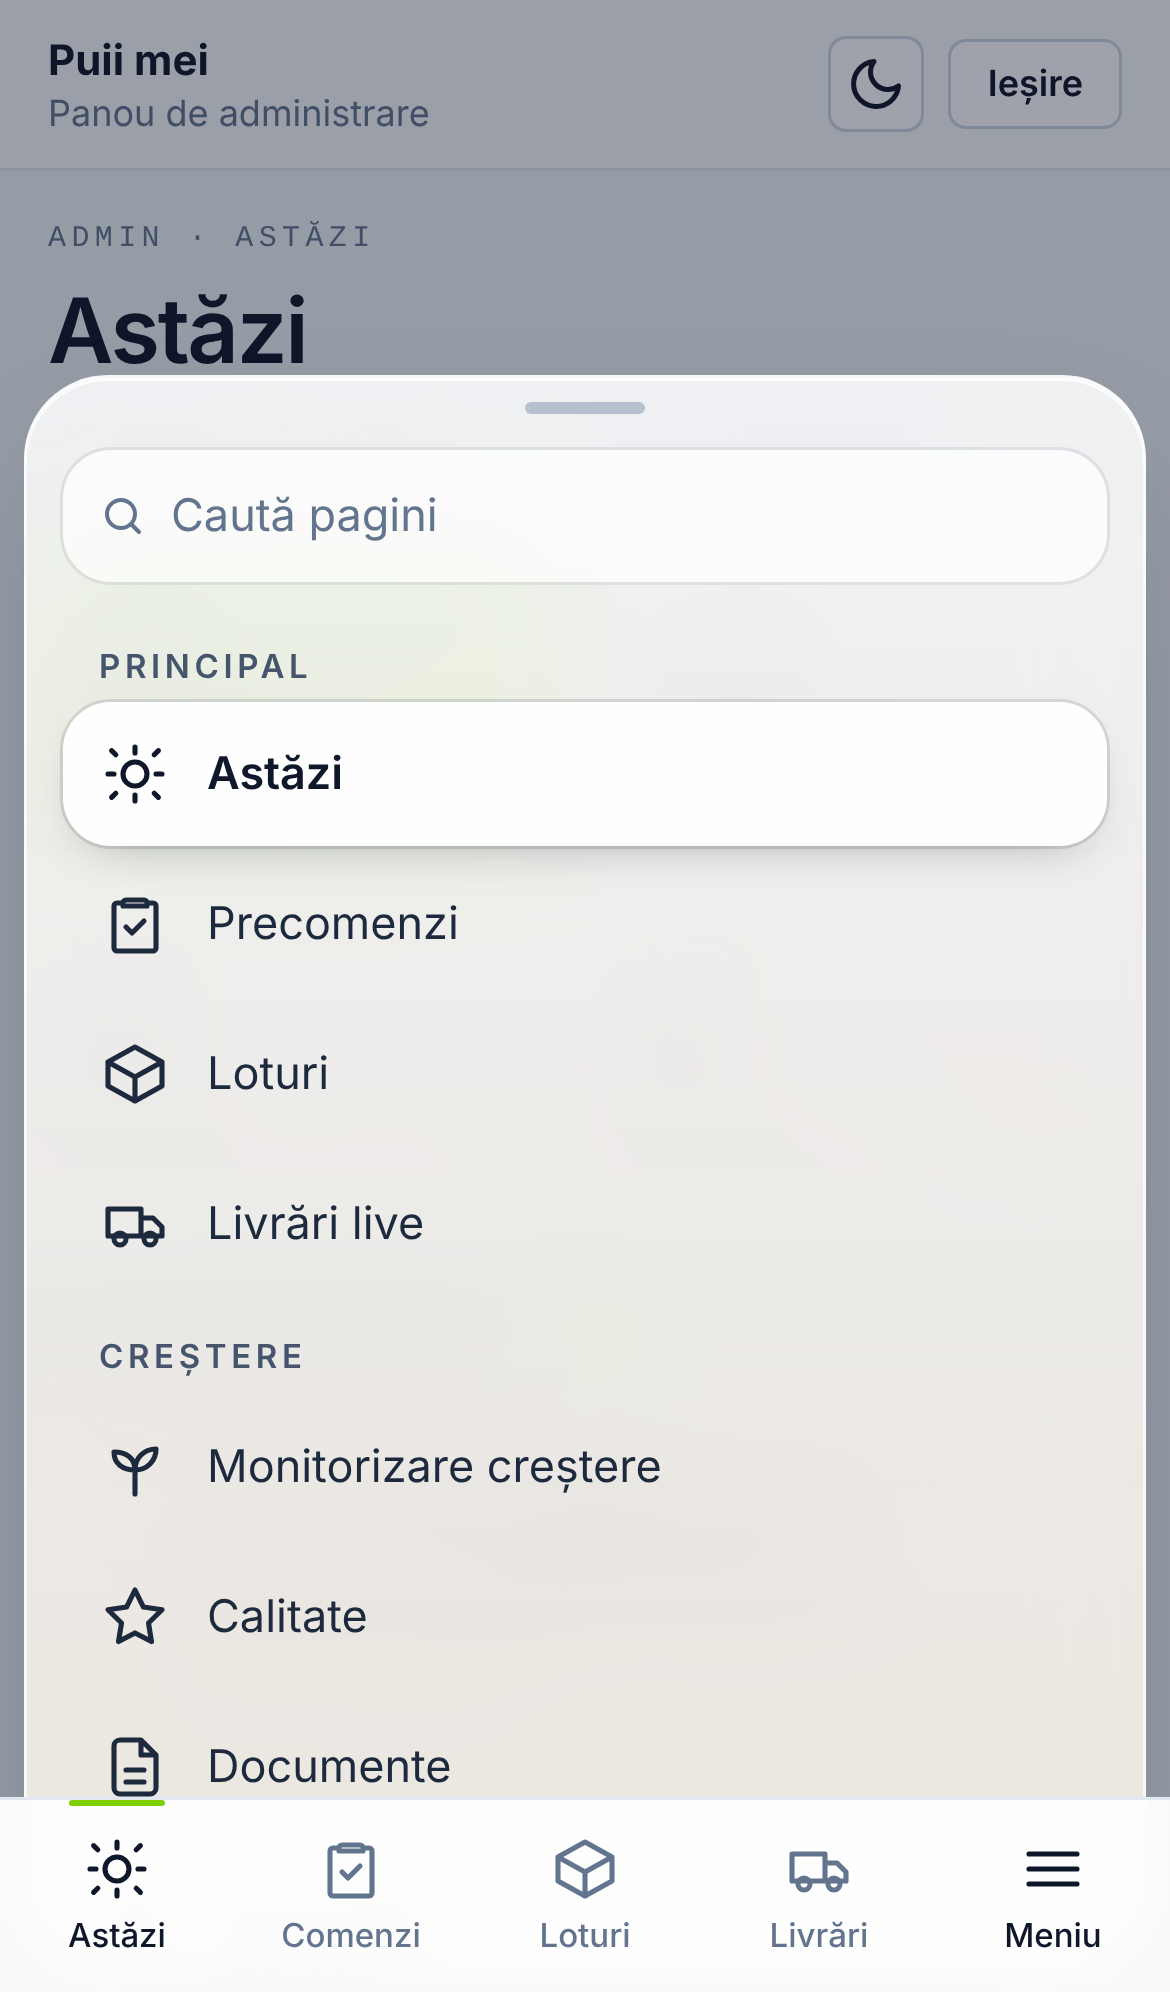 Puii mei
Panou de administrare
Ieșire
ADMIN · ASTĂZI
Astăzi
Caută pagini
PRINCIPAL
Astăzi
Precomenzi
Loturi
Livrări live
CREȘTERE
Monitorizare creștere
Calitate
Documente
Astăzi
Comenzi
Loturi
Livrări
Meniu